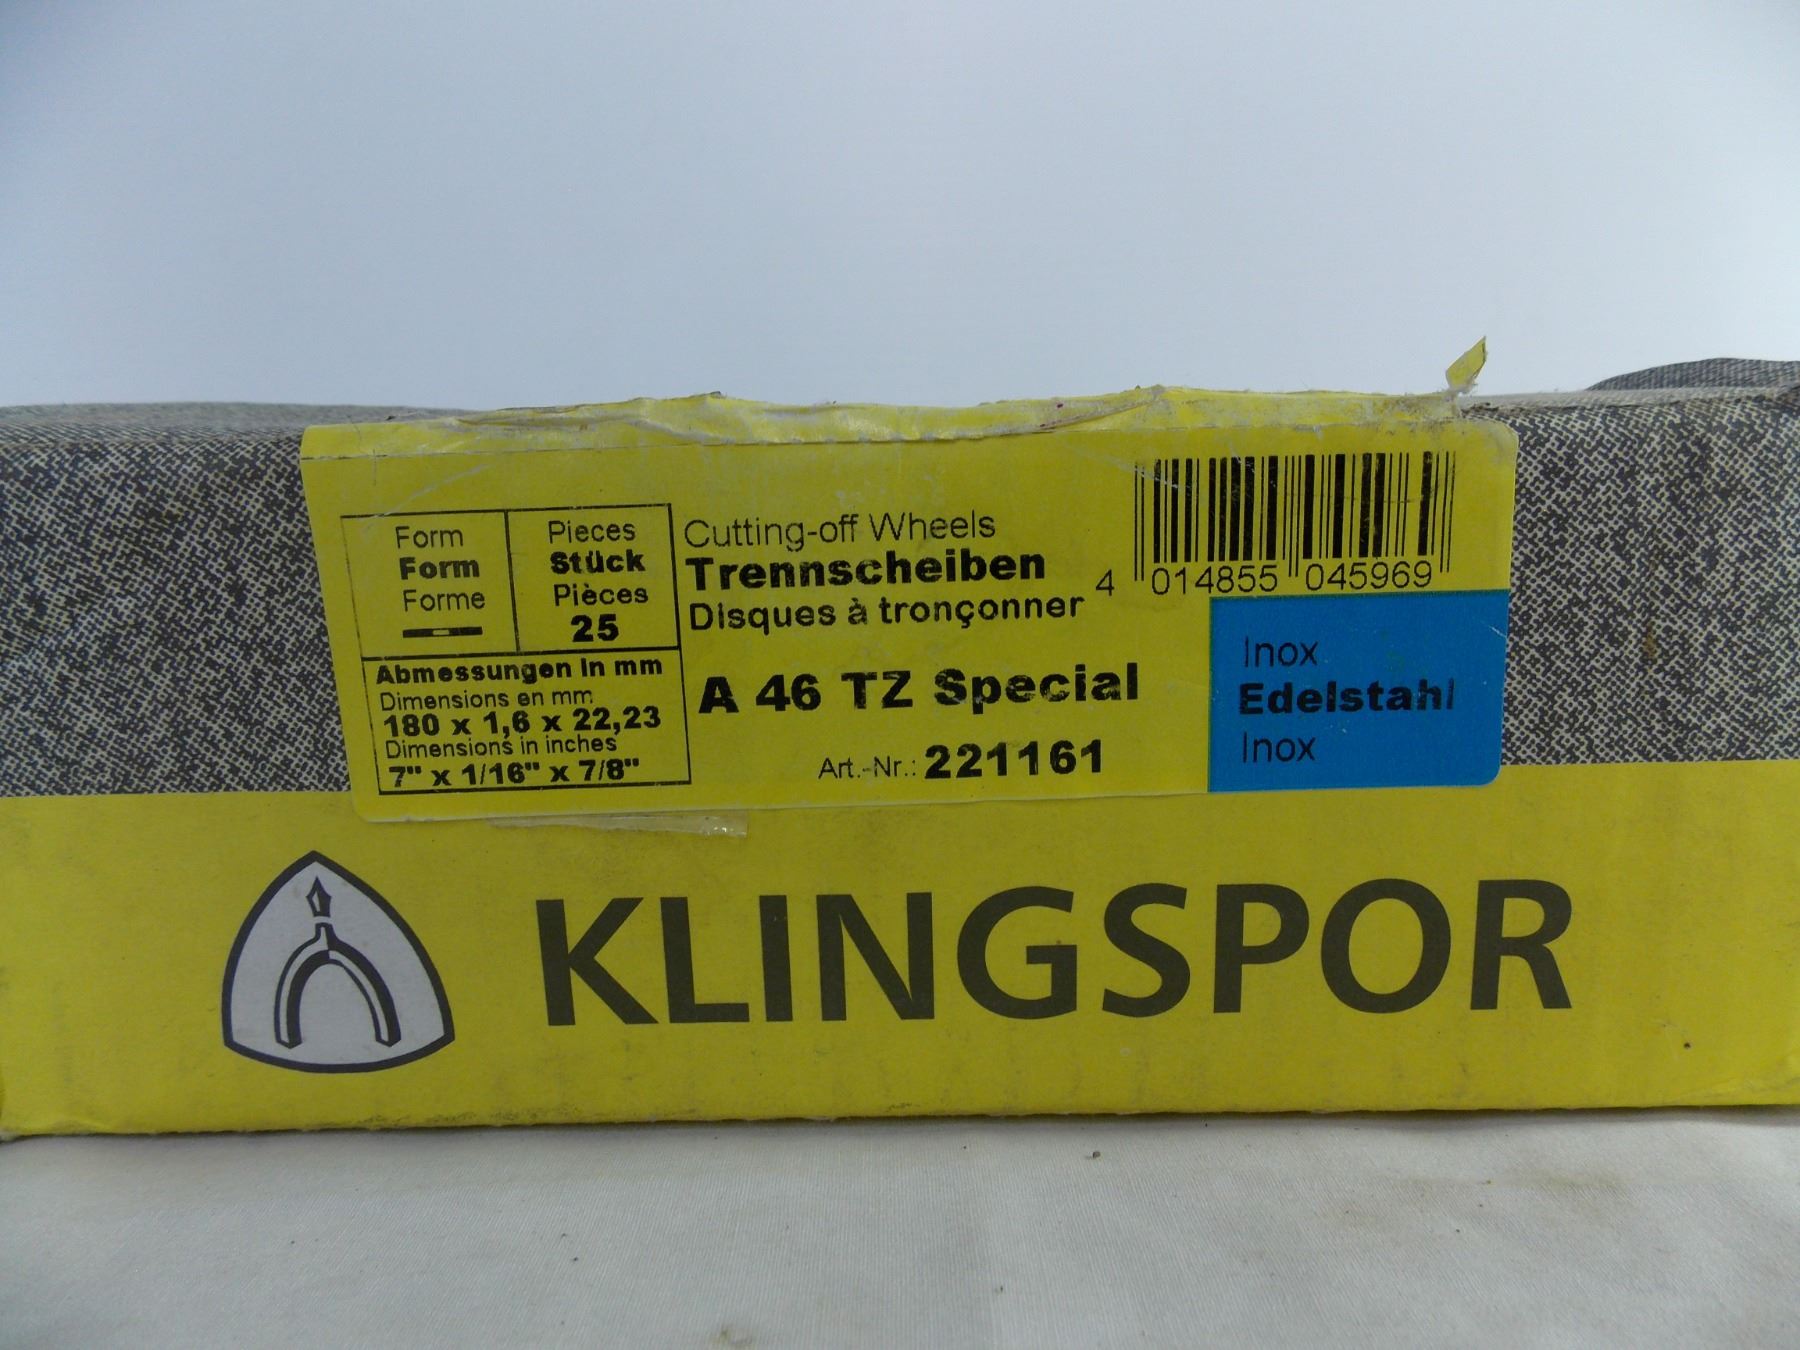 Form
Form
Forme
Pieces
Stück
Pièces
25
Abmessungen in mm
Dimensions en mm
180 x 1,6 x 22,23
Dimensions in inches
7" x 1/16" x 7/8"
Cutting-off Wheels
Trennscheiben
Disques à tronçonner
A 46 TZ Special
Art.-Nr.: 221161
4 014855 045969
Inox
Edelstahl
Inox
KLINGSPOR